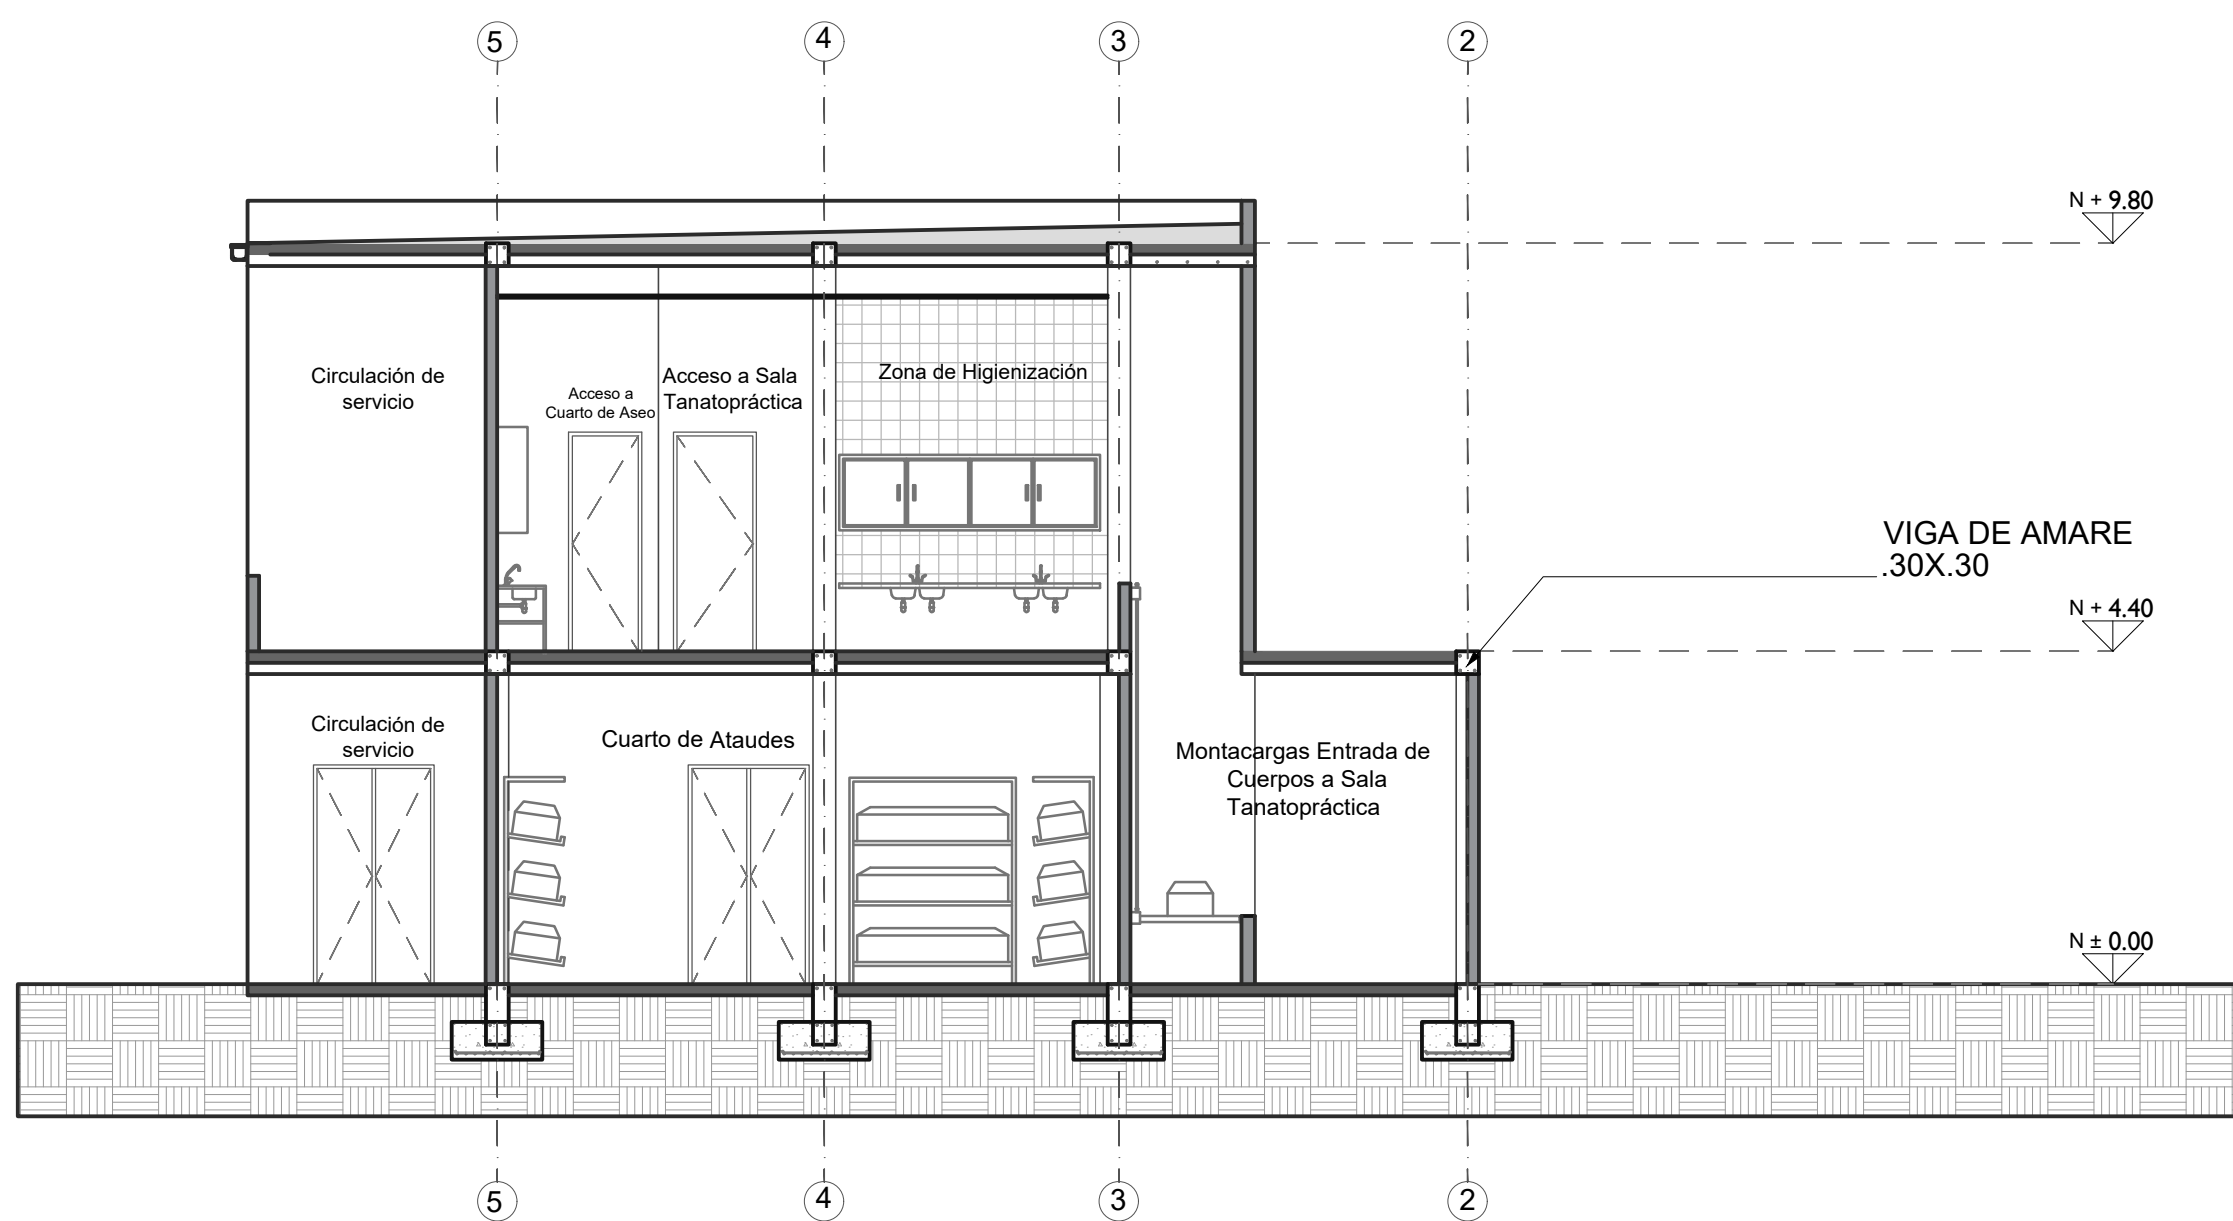 5
4
3
2
N + 9.80
Circulación de
servicio
Acceso a
Cuarto de Aseo
Acceso a Sala
Tanatopráctica
Zona de Higienización
VIGA DE AMARE
.30X.30
N + 4.40
Circulación de
servicio
Cuarto de Ataudes
Montacargas Entrada de
Cuerpos a Sala
Tanatopráctica
N ± 0.00
5
4
3
2